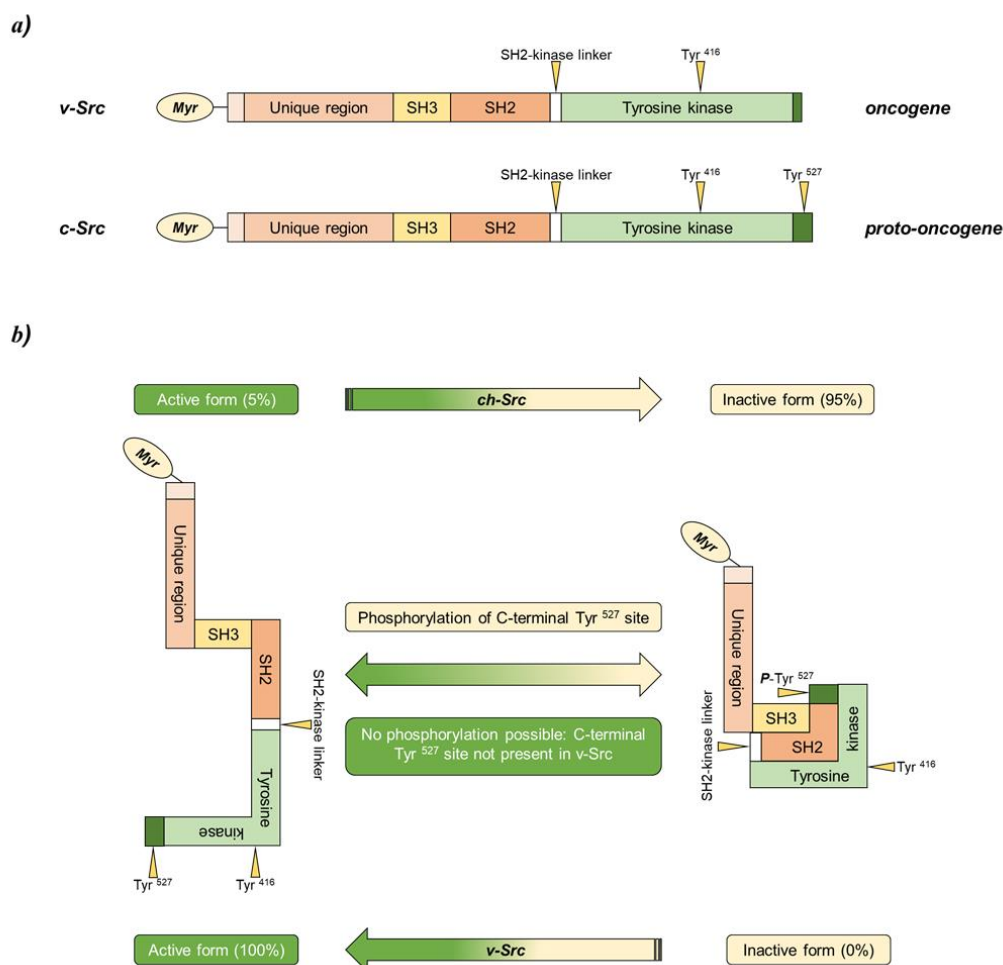 a)
SH2-kinase linker
Tyr 416
v-Src
Myr
Unique region
SH3
SH2
Tyrosine kinase
oncogene
SH2-kinase linker
Tyr 416
Tyr 527
c-Src
Myr
Unique region
SH3
SH2
Tyrosine kinase
proto-oncogene
b)
Active form (5%)
ch-Src
Inactive form (95%)
Myr
Unique region
SH3
SH2
SH2-kinase linker
Tyrosine
kinase
Tyr 527
Tyr 416
Phosphorylation of C-terminal Tyr 527 site
No phosphorylation possible: C-terminal
Tyr 527 site not present in v-Src
Myr
Unique region
P-Tyr 527
SH3
SH2
kinase
SH2-kinase linker
Tyrosine
Tyr 416
Active form (100%)
v-Src
Inactive form (0%)